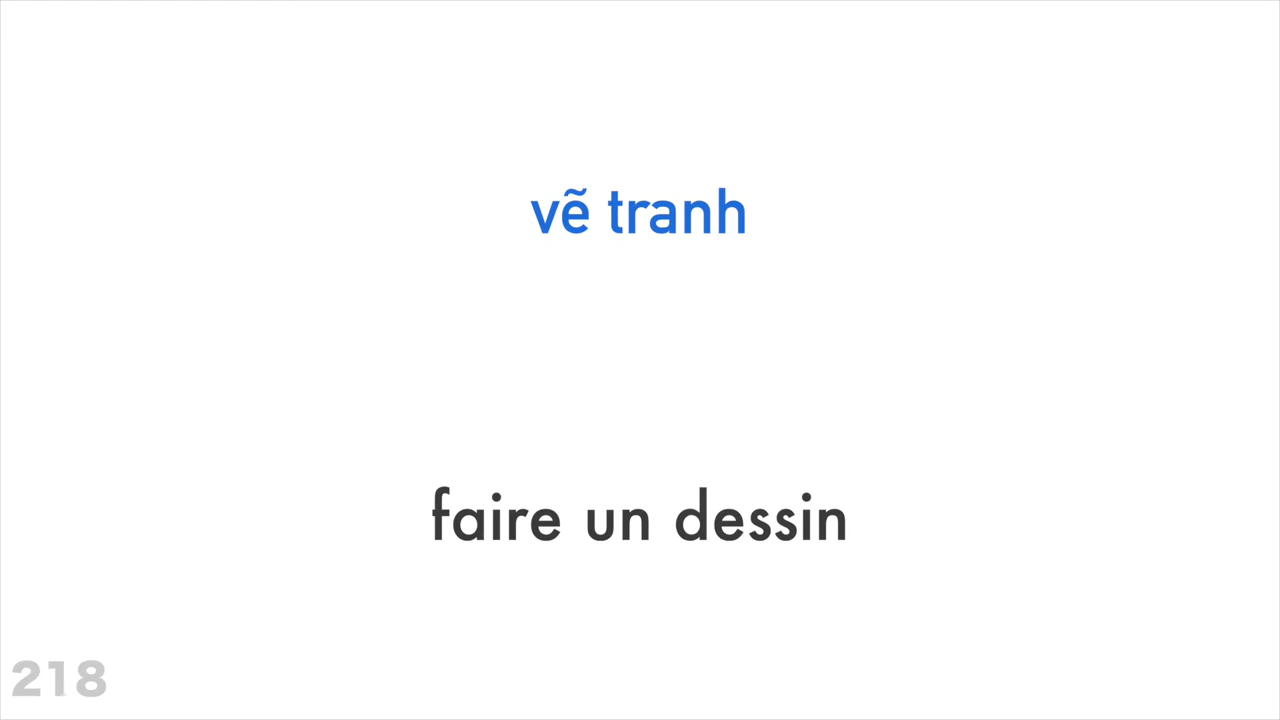 vẽ tranh
faire un dessin
218